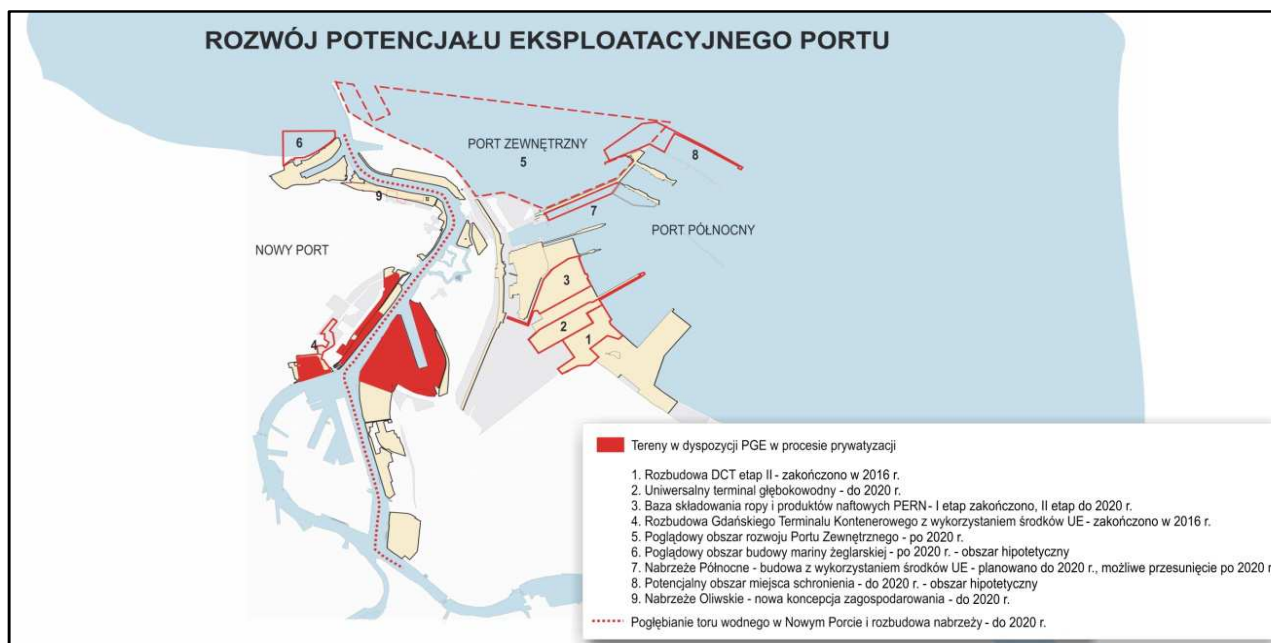 ROZWÓJ POTENCJAŁU EKSPLOATACYJNEGO PORTU
6
PORT ZEWNĘTRZNY
5
8
9
7
NOWY PORT
PORT PÓŁNOCNY
3
2
1
4
Tereny w dyspozycji PGE w procesie prywatyzacji
1. Rozbudowa DCT etap II - zakończono w 2016 r.
2. Uniwersalny terminal głębokowodny - do 2020 r.
3. Baza składowania ropy i produktów naftowych PERN - I etap zakończono, II etap do 2020 r.
4. Rozbudowa Gdańskiego Terminalu Kontenerowego z wykorzystaniem środków UE - zakończono w 2016 r.
5. Poglądowy obszar rozwoju Portu Zewnętrznego - po 2020 r.
6. Poglądowy obszar budowy mariny żeglarskiej - po 2020 r. - obszar hipotetyczny
7. Nabrzeże Północne - budowa z wykorzystaniem środków UE - planowano do 2020 r., możliwe przesunięcie po 2020 r
8. Potencjalny obszar miejsca schronienia - do 2020 r. - obszar hipotetyczny
9. Nabrzeże Oliwskie - nowa koncepcja zagospodarowania - do 2020 r.
Pogłębianie toru wodnego w Nowym Porcie i rozbudowa nabrzeży - do 2020 r.